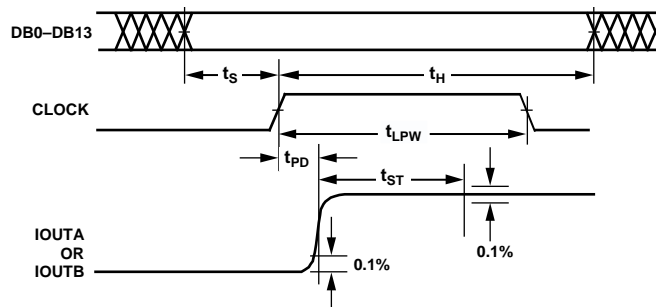 DB0–DB13
tS
tH
CLOCK
tLPW
tPD
tST
IOUTA
OR
IOUTB
0.1%
0.1%